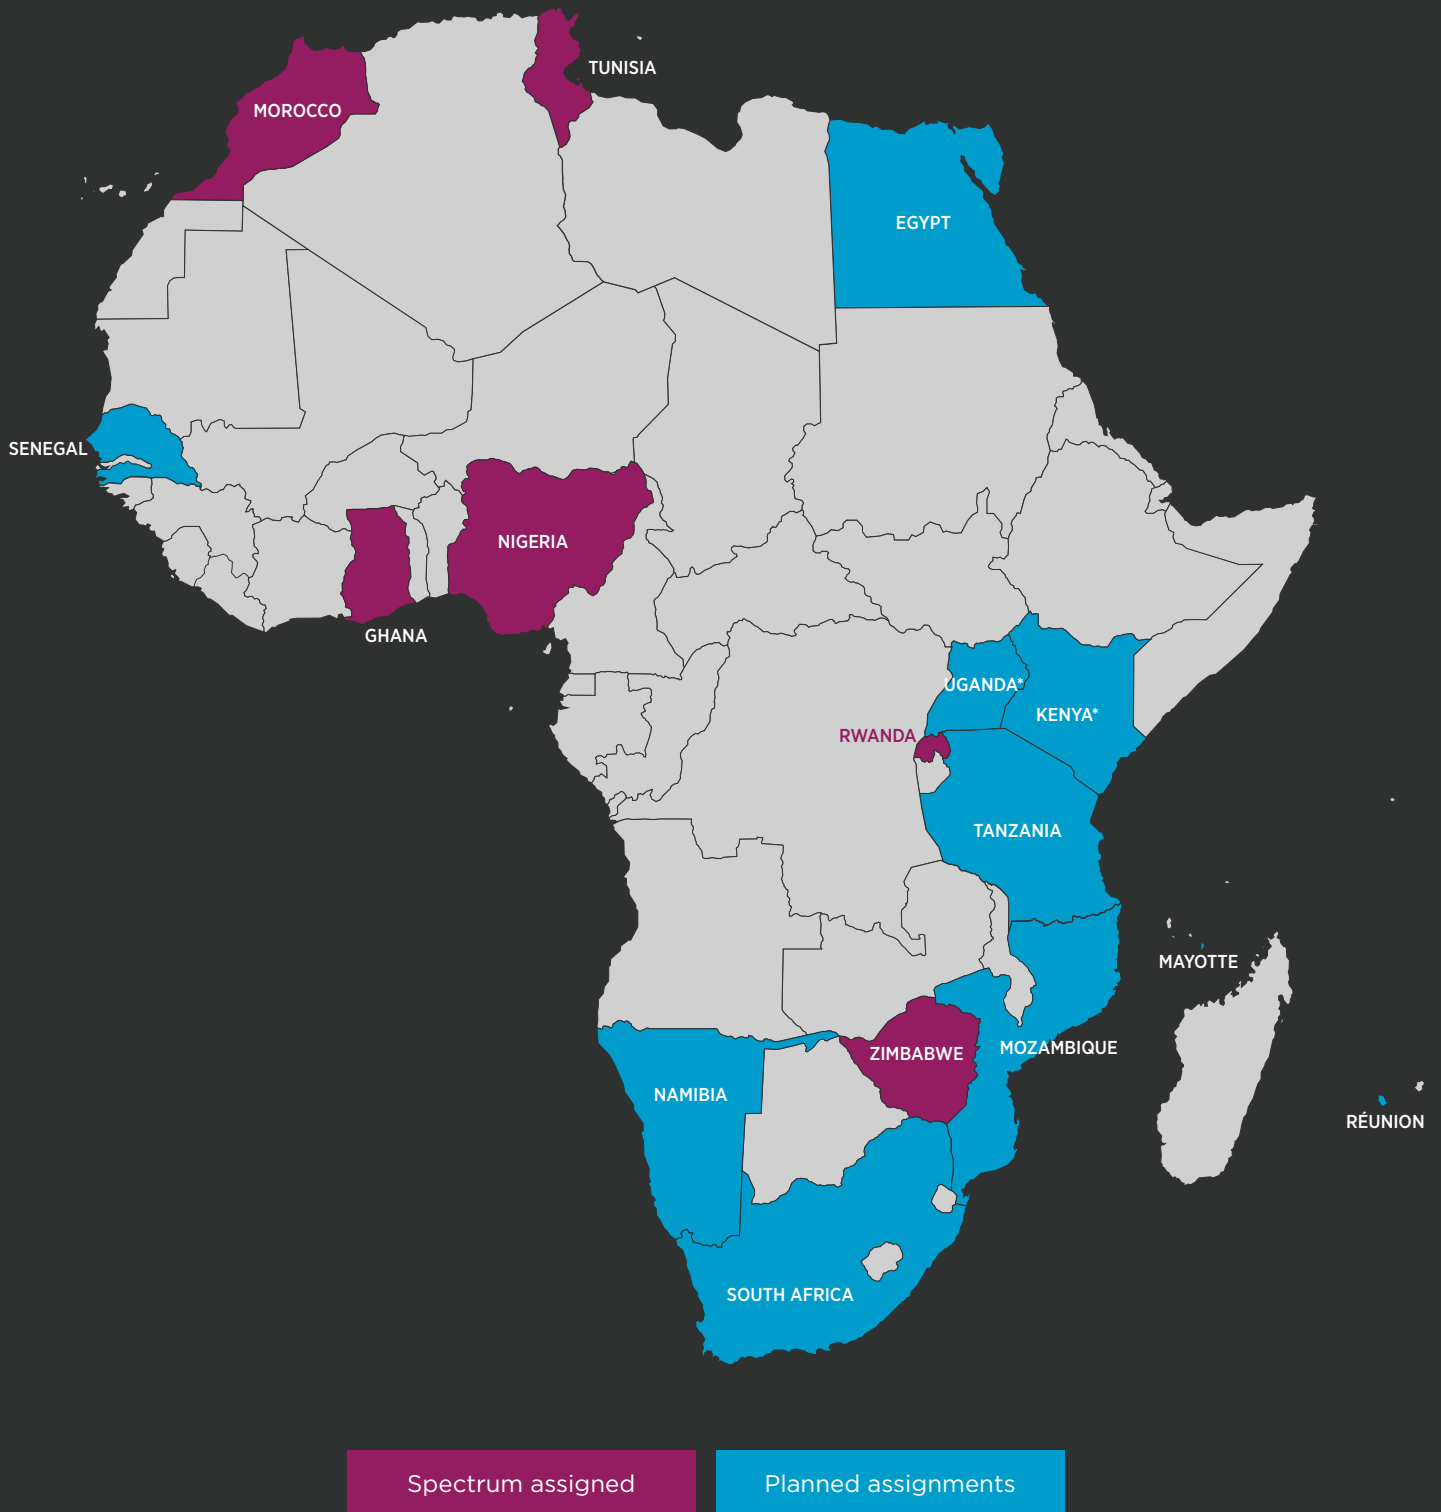 TUNISIA
MOROCCO
EGYPT
SENEGAL
NIGERIA
GHANA
UGANDA*
KENYA*
RWANDA
TANZANIA
MAYOTTE
MOZAMBIQUE
ZIMBABWE
NAMIBIA
RÉUNION
SOUTH AFRICA
Spectrum assigned
Planned assignments